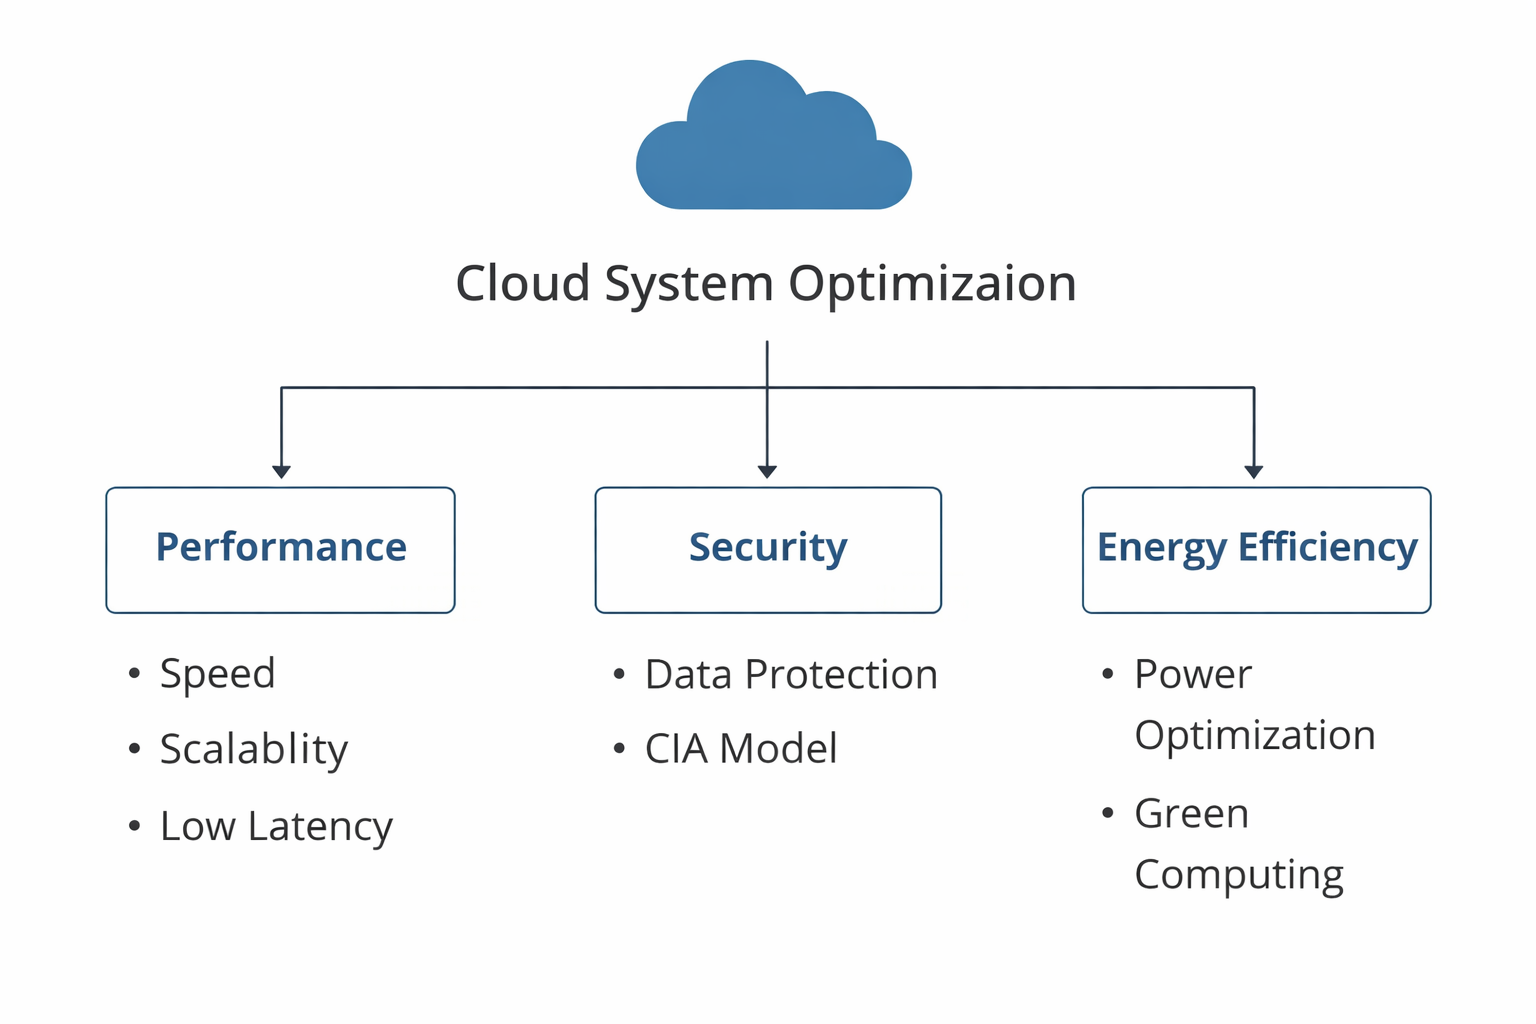 Cloud System Optimizaion
Performance
Security
Energy Efficiency
• Speed
• Scalablity
• Low Latency
• Data Protection
• CIA Model
• Power
Optimization
• Green
Computing